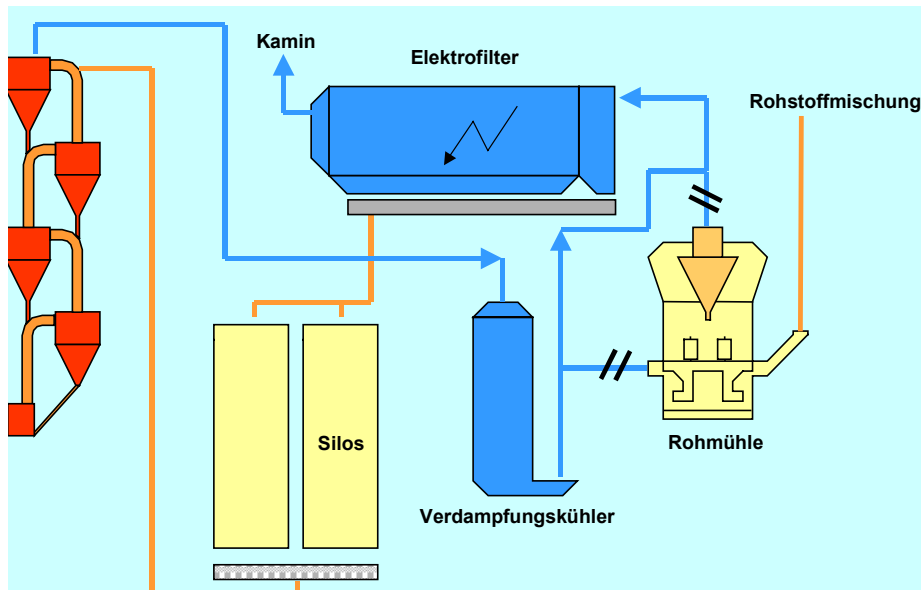 Kamin
Elektrofilter
Rohstoffmischung
Silos
Rohmühle
Verdampfungskühler